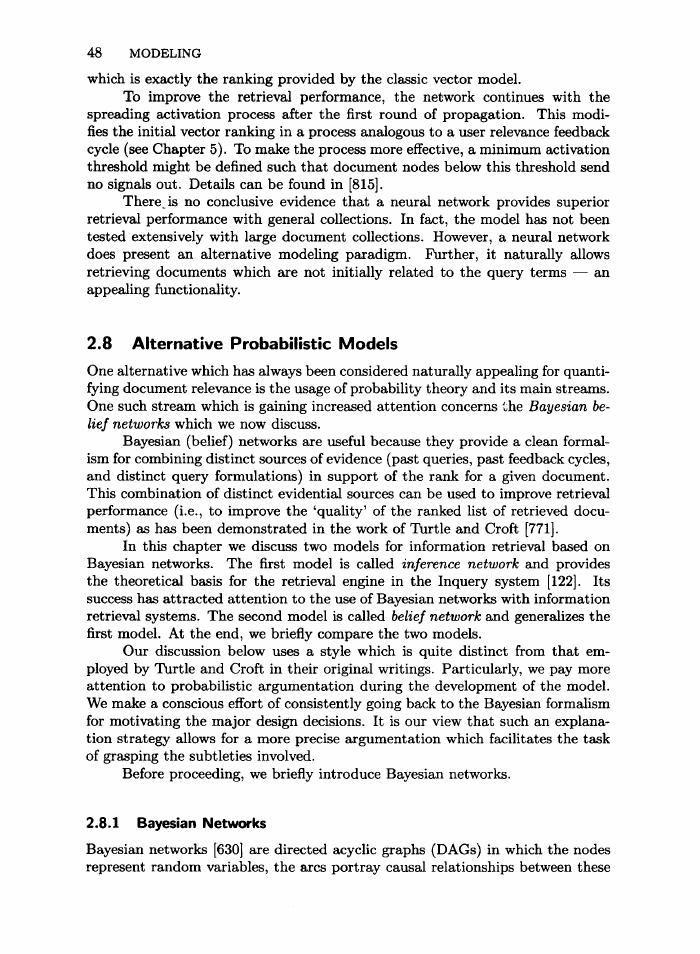 48 MODELING
which is exactly the ranking provided by the classic vector model.
To improve the retrieval performance, the network continues with the
spreading activation process after the first round of propagation. This modi-
fies the initial vector ranking in a process analogous to a user relevance feedback
cycle (see Chapter 5). To make the process more effective, a minimum activation
threshold might be defined such that document nodes below this threshold send
no signals out. Details can be found in [815].
There is no conclusive evidence that a neural network provides superior
retrieval performance with general collections. In fact, the model has not been
tested extensively with large document collections. However, a neural network
does present an alternative modeling paradigm. Further, it naturally allows
retrieving documents which are not initially related to the query terms — an
appealing functionality.
2.8 Alternative Probabilistic Models
One alternative which has always been considered naturally appealing for quanti-
fying document relevance is the usage of probability theory and its main streams.
One such stream which is gaining increased attention concerns the Bayesian be-
lief networks which we now discuss.
Bayesian (belief) networks are useful because they provide a clean formal-
ism for combining distinct sources of evidence (past queries, past feedback cycles,
and distinct query formulations) in support of the rank for a given document.
This combination of distinct evidential sources can be used to improve retrieval
performance (i.e., to improve the ‘quality’ of the ranked list of retrieved docu-
ments) as has been demonstrated in the work of Turtle and Croft [771].
In this chapter we discuss two models for information retrieval based on
Bayesian networks. The first model is called inference network and provides
the theoretical basis for the retrieval engine in the Inquery system [122]. Its
success has attracted attention to the use of Bayesian networks with information
retrieval systems. The second model is called belief network and generalizes the
first model. At the end, we briefly compare the two models.
Our discussion below uses a style which is quite distinct from that em-
ployed by Turtle and Croft in their original writings. Particularly, we pay more
attention to probabilistic argumentation during the development of the model.
We make a conscious effort of consistently going back to the Bayesian formalism
for motivating the major design decisions. It is our view that such an explana-
tion strategy allows for a more precise argumentation which facilitates the task
of grasping the subtleties involved.
Before proceeding, we briefly introduce Bayesian networks.
2.8.1 Bayesian Networks
Bayesian networks [630] are directed acyclic graphs (DAGs) in which the nodes
represent random variables, the arcs portray causal relationships between these